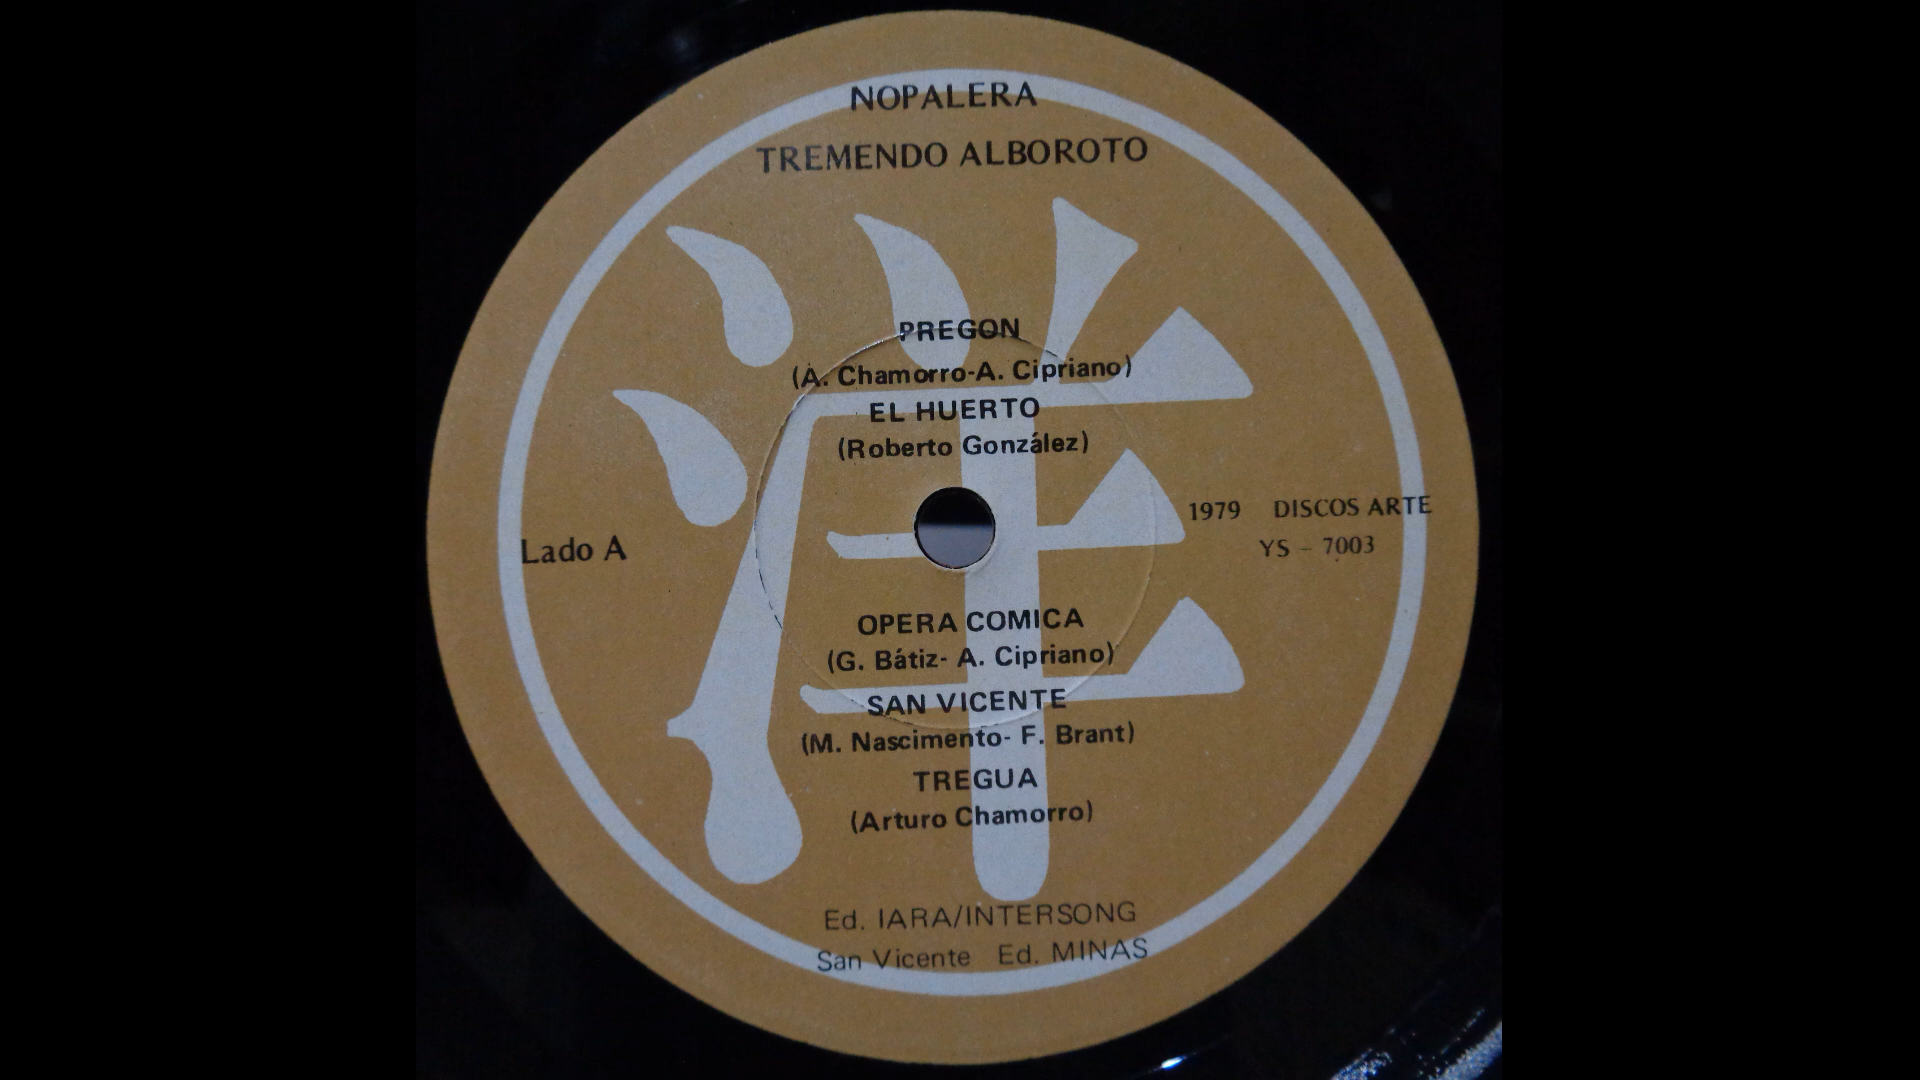 NOPALERA
TREMENDO ALBOROTO
洋
PREGON
(A. Chamorro-A. Cipriano)
EL HUERTO
(Roberto González)
Lado A
1979 DISCOS ARTE
YS - 7003
OPERA COMICA
(G. Bátiz- A. Cipriano)
SAN VICENTE
(M. Nascimento- F. Brant)
TREGUA
(Arturo Chamorro)
Ed. IARA/INTERSONG
San Vicente Ed. MINAS